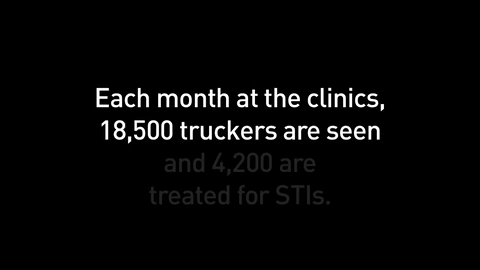 Each month at the clinics,
18,500 truckers are seen
and 4,200 are
treated for STIs.